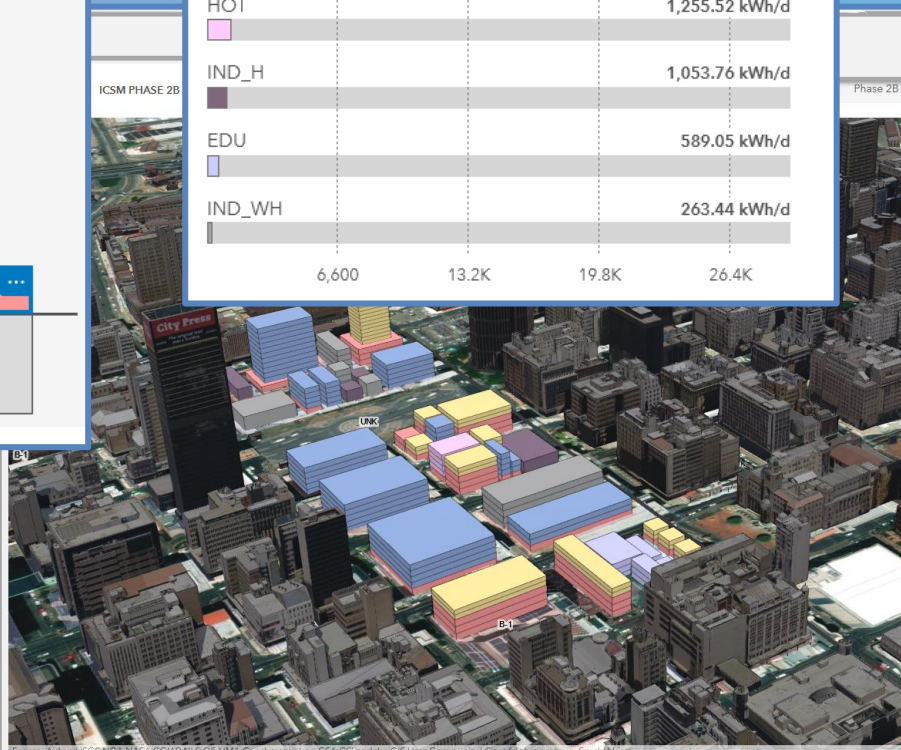 HOT
1,255.52 kWh/d
ICSM PHASE 2B
IND_H
1,053.76 kWh/d
Phase 2B
EDU
589.05 kWh/d
IND_WH
263.44 kWh/d
6,600 13.2K 19.8K 26.4K
City Press
UNK
B-1
B-1